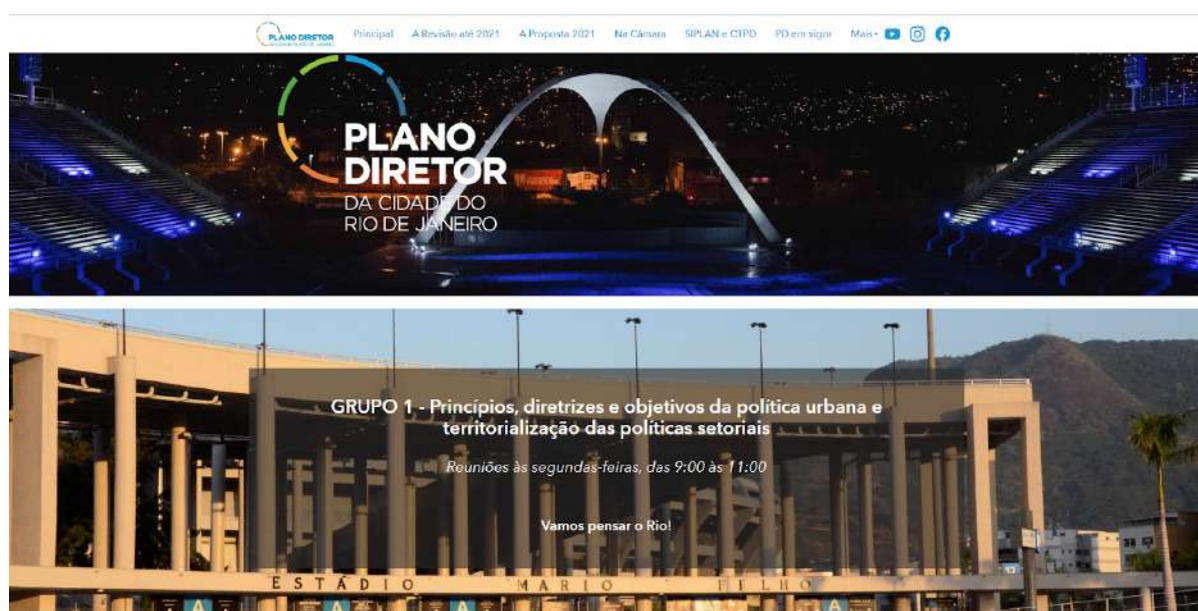 PLANO DIRETOR
Principal A Revisão até 2021 A Proposta 2021 Na Câmara SIPLAN e CTPD PD em vigor Mais
PLANO
DIRETOR
DA CIDADE DO
RIO DE JANEIRO
GRUPO 1 - Princípios, diretrizes e objetivos da política urbana e
territorialização das políticas setoriais
Reuniões às segundas-feiras, das 9:00 às 11:00
Vamos pensar o Rio!
ESTÁDIO MARIO FILHO
A A A